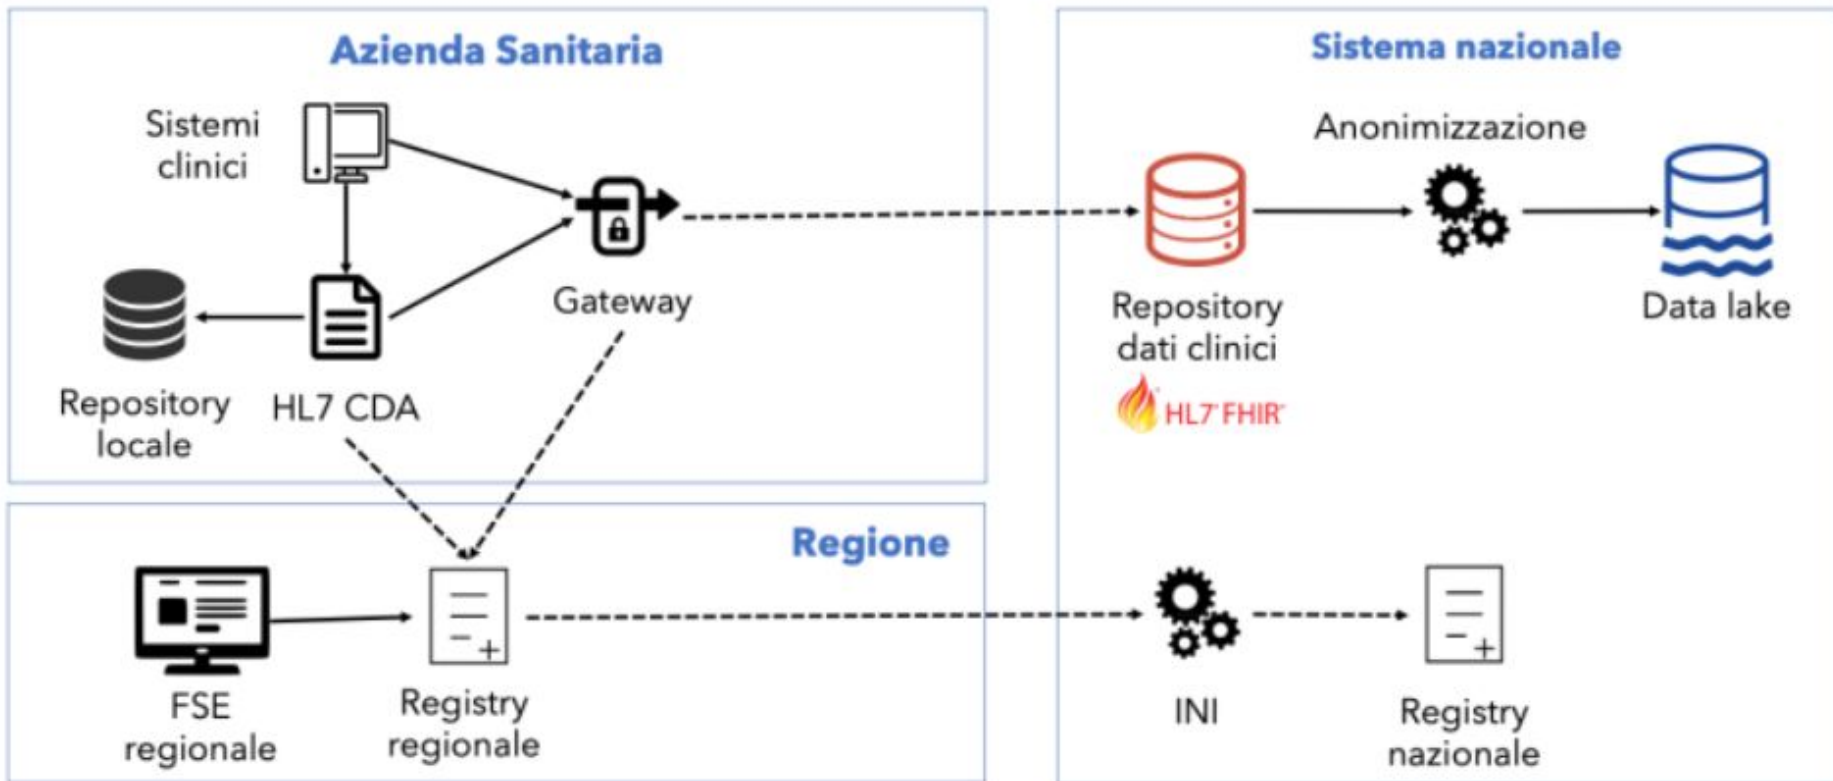 Azienda Sanitaria
Sistemi
clinici
Gateway
Repository
locale
HL7 CDA
Regione
FSE
regionale
Registry
regionale
Sistema nazionale
Anonimizzazione
Repository
dati clinici
HL7 FHIR
Data lake
INI
Registry
nazionale